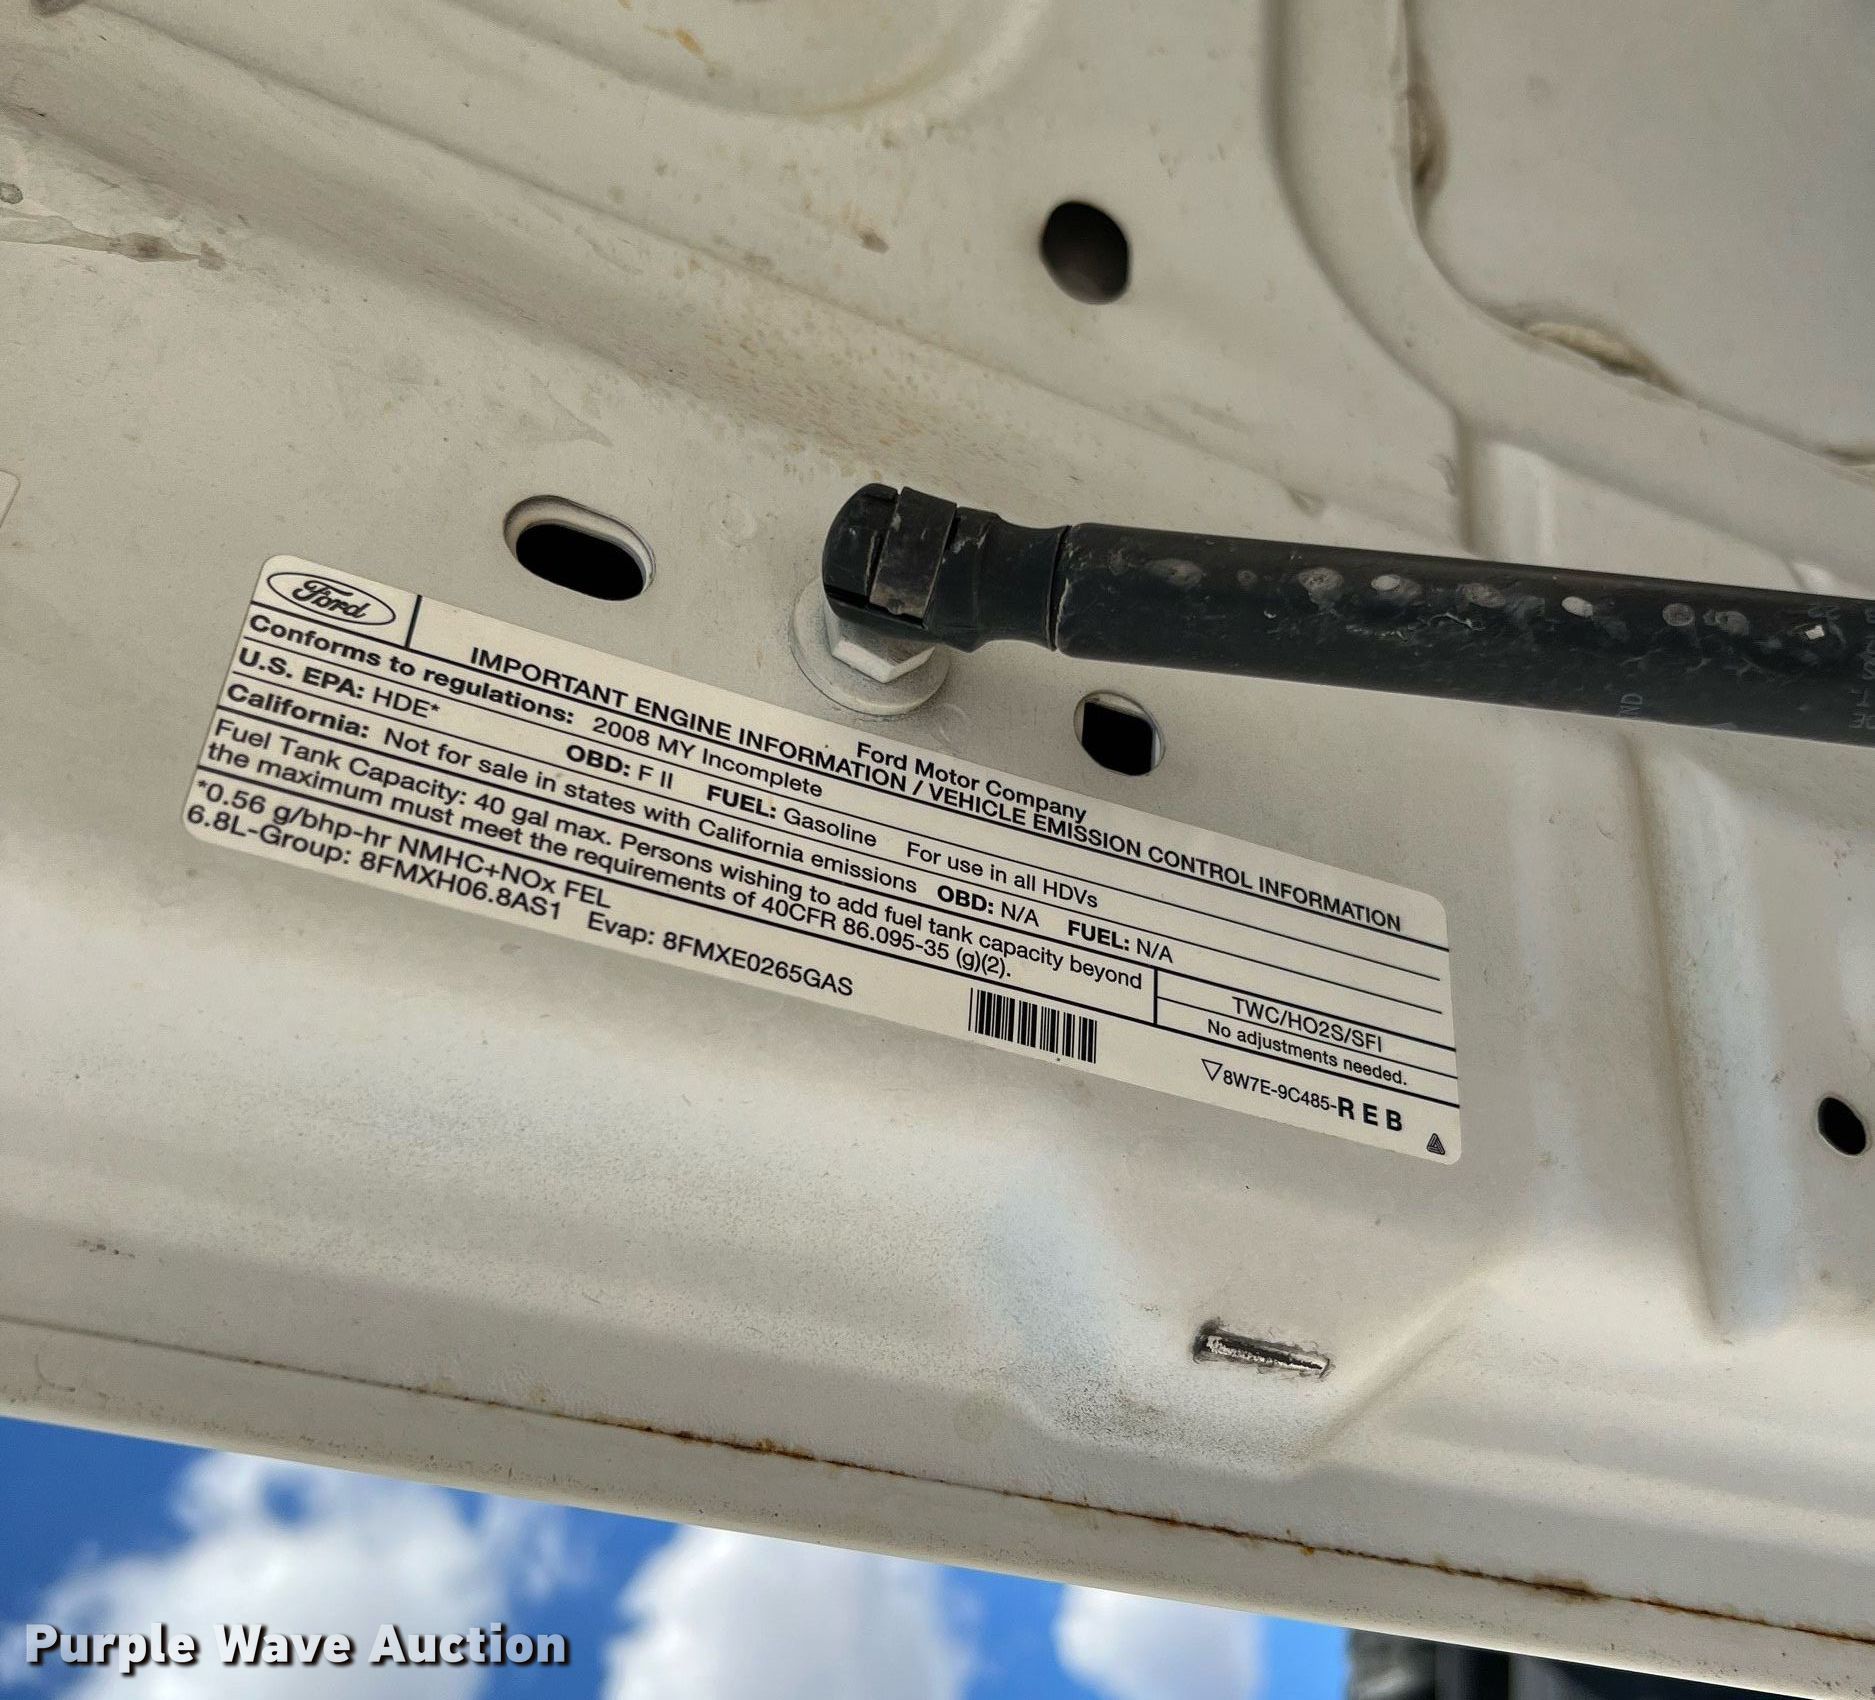 Ford
Ford Motor Company
IMPORTANT ENGINE INFORMATION / VEHICLE EMISSION CONTROL INFORMATION
Conforms to regulations: 2008 MY Incomplete
U.S. EPA: HDE* OBD: F II FUEL: Gasoline For use in all HDVs
California: Not for sale in states with California emissions OBD: N/A FUEL: N/A
Fuel Tank Capacity: 40 gal max. Persons wishing to add fuel tank capacity beyond
the maximum must meet the requirements of 40CFR 86.095-35 (g)(2).
TWC/HO2S/SFI
No adjustments needed.
*0.56 g/bhp-hr NMHC+NOx FEL
6.8L-Group: 8FMXH06.8AS1 Evap: 8FMXE0265GAS
8W7E-9C485-R E B
Purple Wave Auction